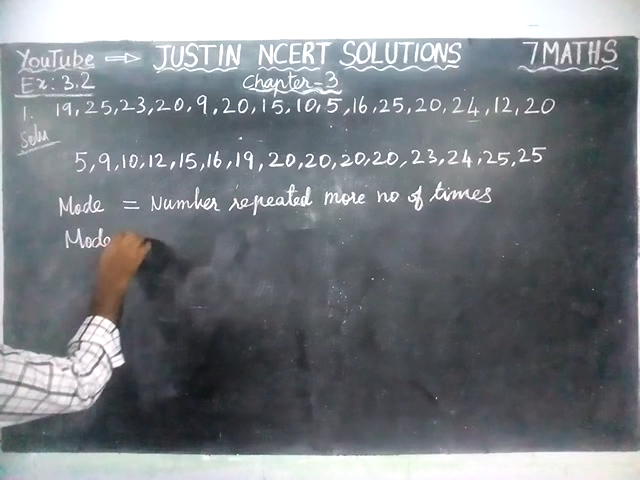 YouTube ⇒ JUSTIN NCERT SOLUTIONS 7 MATHS
Ex: 3.2 Chapter-3
1. 19, 25, 23, 20, 9, 20, 15, 10, 5, 16, 25, 20, 24, 12, 20
Soln
5, 9, 10, 12, 15, 16, 19, 20, 20, 20, 20, 23, 24, 25, 25
Mode = Number repeated more no of times
Mode